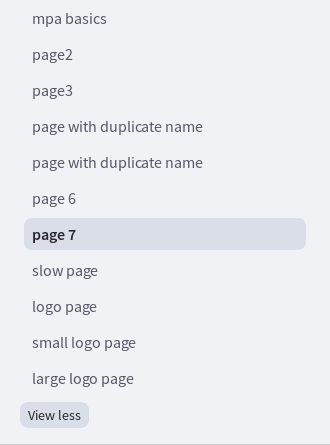 mpa basics
page2
page3
page with duplicate name
page with duplicate name
page 6
page 7
slow page
logo page
small logo page
large logo page
View less